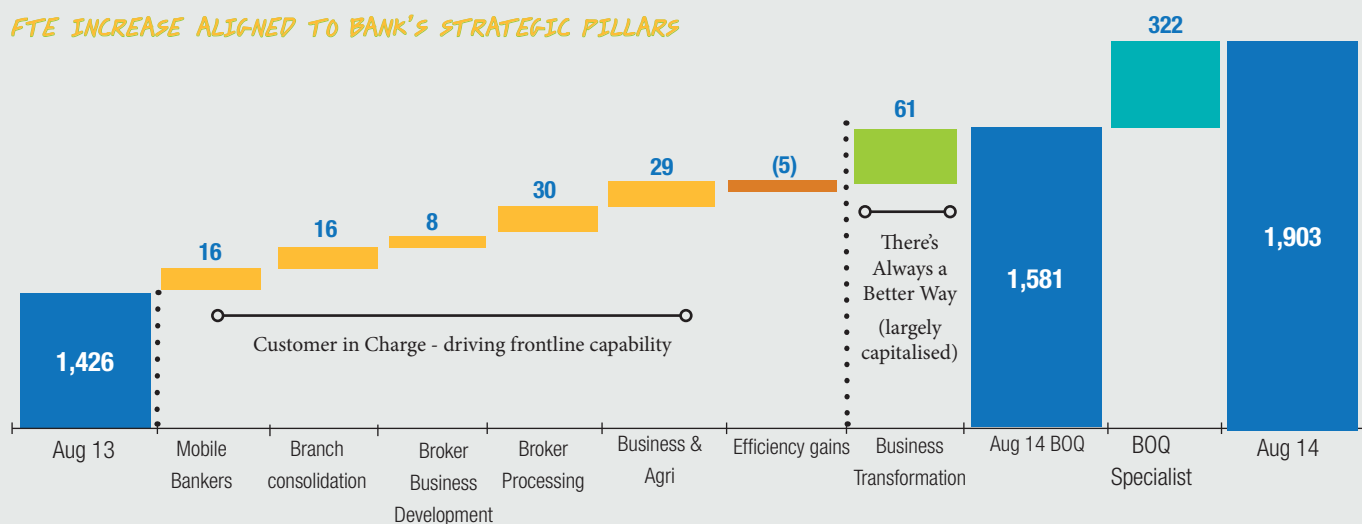 FTE INCREASE ALIGNED TO BANK'S STRATEGIC PILLARS
322
61
29
(5)
30
16
8
16
There's
Always a
Better Way
(largely
capitalised)
1,903
1,581
Customer in Charge - driving frontline capability
1,426
Aug 13
Mobile
Bankers
Branch
consolidation
Broker
Business
Development
Broker
Processing
Business &
Agri
Efficiency gains
Business
Transformation
Aug 14 BOQ
BOQ
Specialist
Aug 14